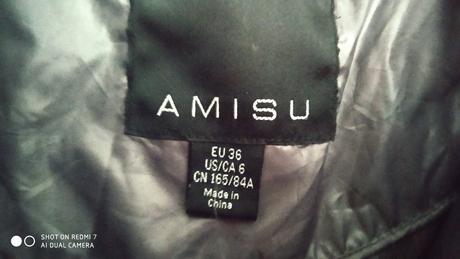 AMISU
EU 36
US/CA 6
CN 165/84A
Made in
China
SHOT ON REDMI 7
AI DUAL CAMERA